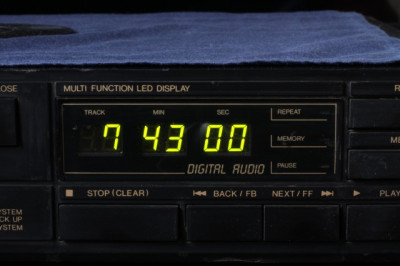 OSE
MULTI FUNCTION LED DISPLAY
R
TRACK MIN SEC
REPEAT
7 43 00
MEMORY
ME
DIGITAL AUDIO
PAUSE
■ STOP (CLEAR) ⏮ BACK / FB NEXT / FF ⏭ ► PLAY
SYSTEM
CK UP
SYSTEM